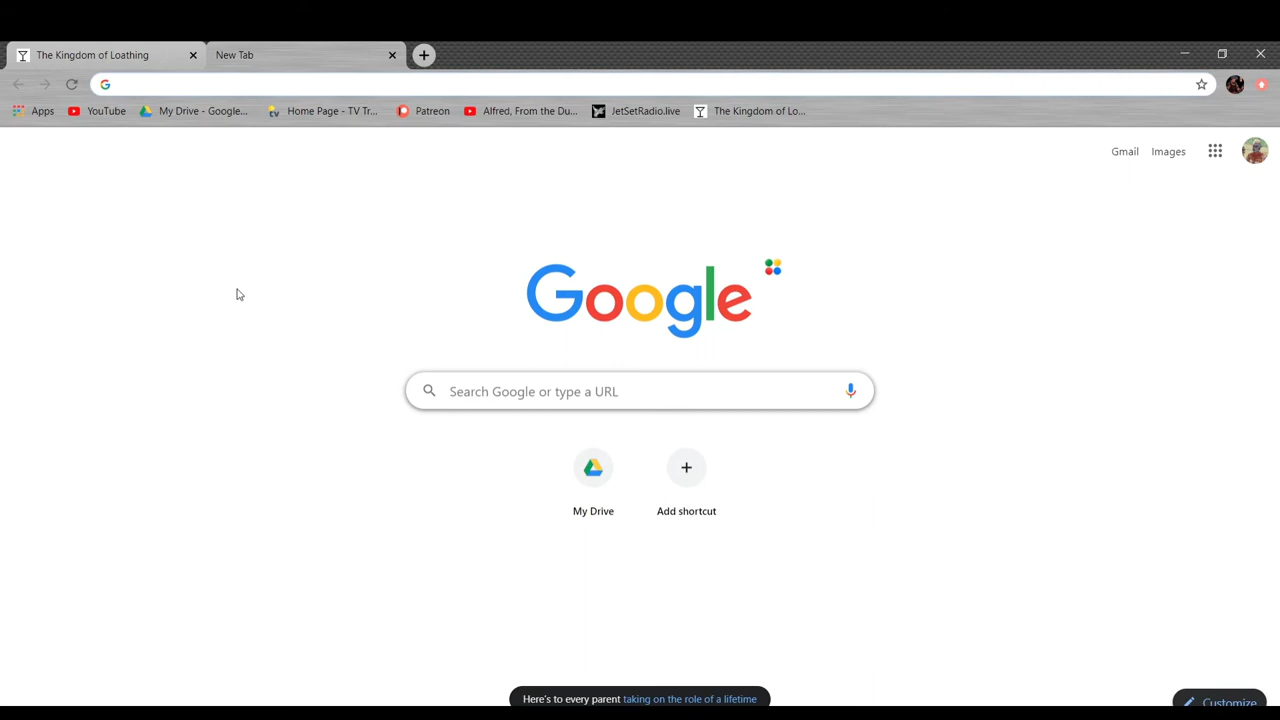 The Kingdom of Loathing
New Tab
Apps
YouTube
My Drive - Google...
Home Page - TV Tr...
Patreon
Alfred, From the Du...
JetSetRadio.live
The Kingdom of Lo...
Gmail
Images
Google
Search Google or type a URL
My Drive
Add shortcut
Here's to every parent taking on the role of a lifetime
Customize